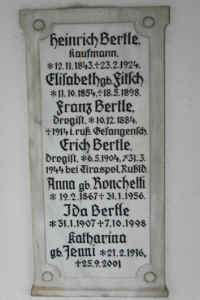 Heinrich Bertle.
Kaufmann.
*12.11.1843.+23.2.1924.
Elisabeth gb. Fitsch
*11.10.1854.+18.5.1898.
Franz Bertle.
Drogist. *10.12.1884.
+1914 i. ruß. Gefangensch.
Erich Bertle.
Drogist. *6.5.1904./31.3.
1944 bei Tiraspol. Rußld.
Anna gb. Ronchetti
*19.2.1867+31.1.1956.
Ida Bertle
*31.1.1907+7.10.1998
Katharina
gb. Jenni *21.2.1916,
+25.9.2001